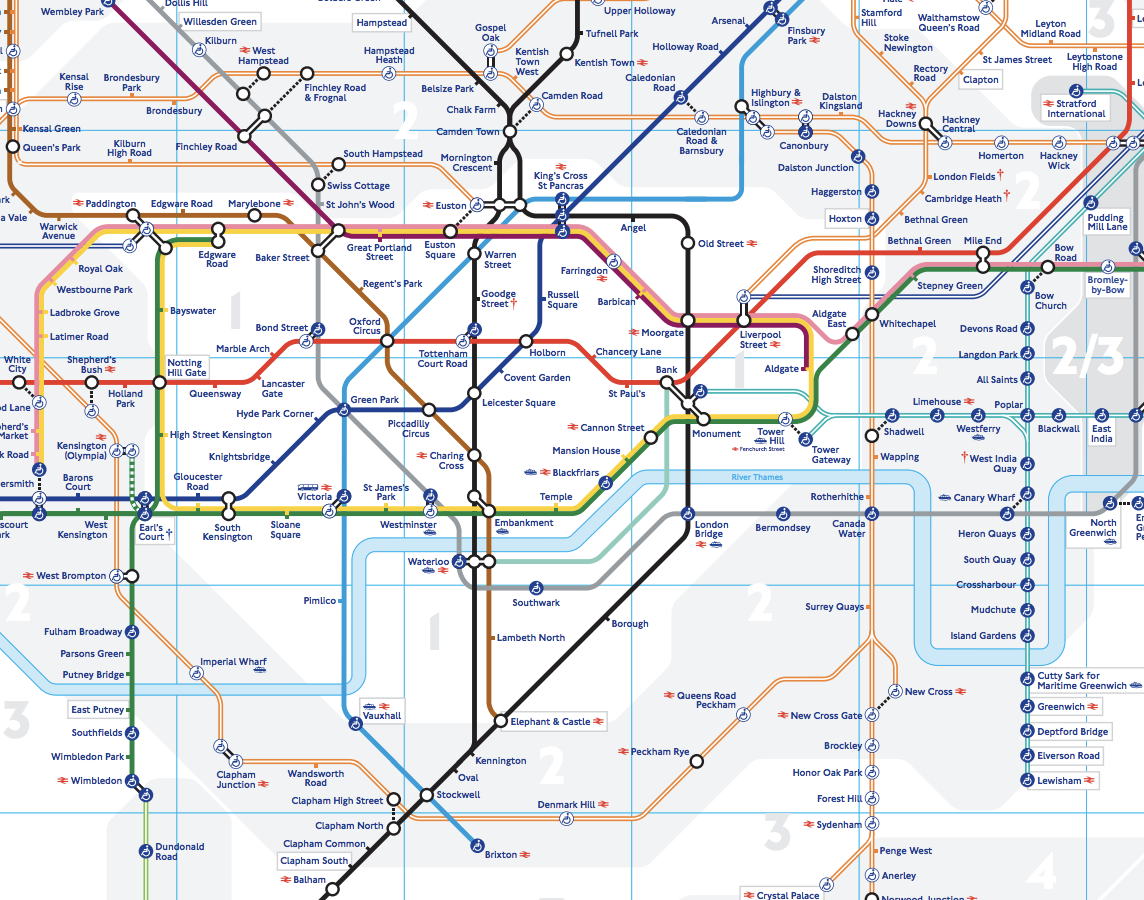 Wembley Park
Dollis Hill
Willesden Green
Hampstead
Gospel
Oak
Upper Holloway
Arsenal
Finsbury
Park
Stamford
Hill
Walthamstow
Queen's Road
Leyton
Midland Road
3
Kilburn
West
Hampstead
Hampstead
Heath
Kentish
Town
West
Tufnell Park
Kentish Town
Holloway Road
Stoke
Newington
St James Street
Leytonstone
High Road
Kensal
Rise
Brondesbury
Park
Brondesbury
Finchley Road
& Frognal
Belsize Park
Caledonian
Road
Rectory
Road
Clapton
Camden Road
Chalk Farm
2
Highbury &
Islington
Dalston
Kingsland
Hackney
Downs
Hackney
Central
Stratford
International
Kensal Green
Queen's Park
Kilburn
High Road
Finchley Road
Camden Town
Caledonian
Road &
Barnsbury
Canonbury
Homerton
Hackney
Wick
South Hampstead
Mornington
Crescent
Dalston Junction
King's Cross
St Pancras
London Fields
2
Swiss Cottage
Haggerston
Cambridge Heath
Paddington
Edgware Road
Marylebone
St John's Wood
Euston
Hoxton
Bethnal Green
Pudding
Mill Lane
a Vale
Warwick
Avenue
Edgware
Road
Baker Street
Great Portland
Street
Euston
Square
Warren
Street
Angel
Old Street
Bethnal Green
Mile End
Bow
Road
Royal Oak
Farringdon
Shoreditch
High Street
Stepney Green
Bromley-
by-Bow
Westbourne Park
Regent's Park
Goodge
Street
Russell
Square
Barbican
Bow
Church
Ladbroke Grove
Bayswater
1
Bond Street
Oxford
Circus
Moorgate
Liverpool
Street
Aldgate
East
Whitechapel
Devons Road
Latimer Road
Marble Arch
Tottenham
Court Road
Holborn
Chancery Lane
2
Langdon Park
2/3
White
City
Shepherd's
Bush
Notting
Hill Gate
Holland
Park
Queensway
Lancaster
Gate
Covent Garden
St Paul's
Bank
1
Aldgate
All Saints
Green Park
Leicester Square
Hyde Park Corner
Piccadilly
Circus
Cannon Street
Monument
Tower
Hill
Fenchurch Street
Tower
Gateway
Limehouse
Poplar
Shadwell
Westferry
Blackwall
East
India
Kensington
(Olympia)
High Street Kensington
Knightsbridge
Charing
Cross
Mansion House
Blackfriars
Wapping
West India
Quay
Barons
Court
Gloucester
Road
Victoria
St James's
Park
Temple
River Thames
Rotherhithe
Canary Wharf
West
Kensington
Earl's
Court
South
Kensington
Sloane
Square
Westminster
Embankment
London
Bridge
Bermondsey
Canada
Water
North
Greenwich
Heron Quays
West Brompton
Waterloo
South Quay
2
Pimlico
Southwark
2
Crossharbour
Surrey Quays
Mudchute
Fulham Broadway
1
Lambeth North
Borough
Island Gardens
Parsons Green
Putney Bridge
Imperial Wharf
Cutty Sark for
Maritime Greenwich
3
East Putney
Vauxhall
Elephant & Castle
Queens Road
Peckham
New Cross
New Cross Gate
Greenwich
Southfields
Deptford Bridge
Wimbledon Park
Kennington
2
Peckham Rye
Brockley
Elverson Road
Wimbledon
Clapham
Junction
Wandsworth
Road
Oval
Honor Oak Park
Lewisham
Clapham High Street
Stockwell
Denmark Hill
Forest Hill
Clapham North
3
Sydenham
Clapham Common
Dundonald
Road
Clapham South
Brixton
Penge West
Balham
Anerley
4
Crystal Palace
Norwood Junction